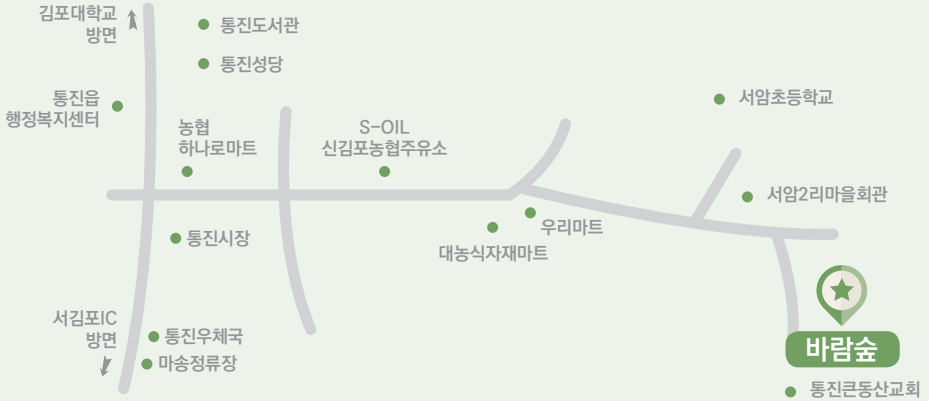 김포대학교
방면
통진도서관
통진성당
통진읍
행정복지센터
농협
하나로마트
S-OIL
신김포농협주유소
서암초등학교
서암2리마을회관
통진시장
우리마트
대농식자재마트
서김포IC
방면
통진우체국
마송정류장
바람숲
통진큰동산교회